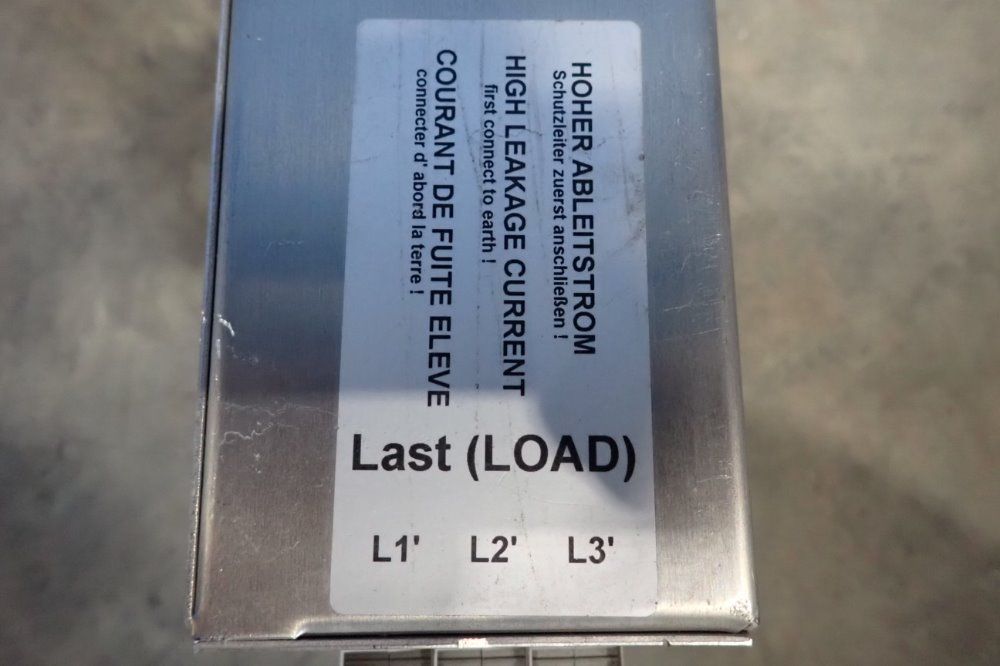 HOHER ABLEITSTROM
Schutzleiter zuerst anschließen !
HIGH LEAKAGE CURRENT
first connect to earth !
COURANT DE FUITE ELEVE
connecter d' abord la terre !
Last (LOAD)
L1' L2' L3'